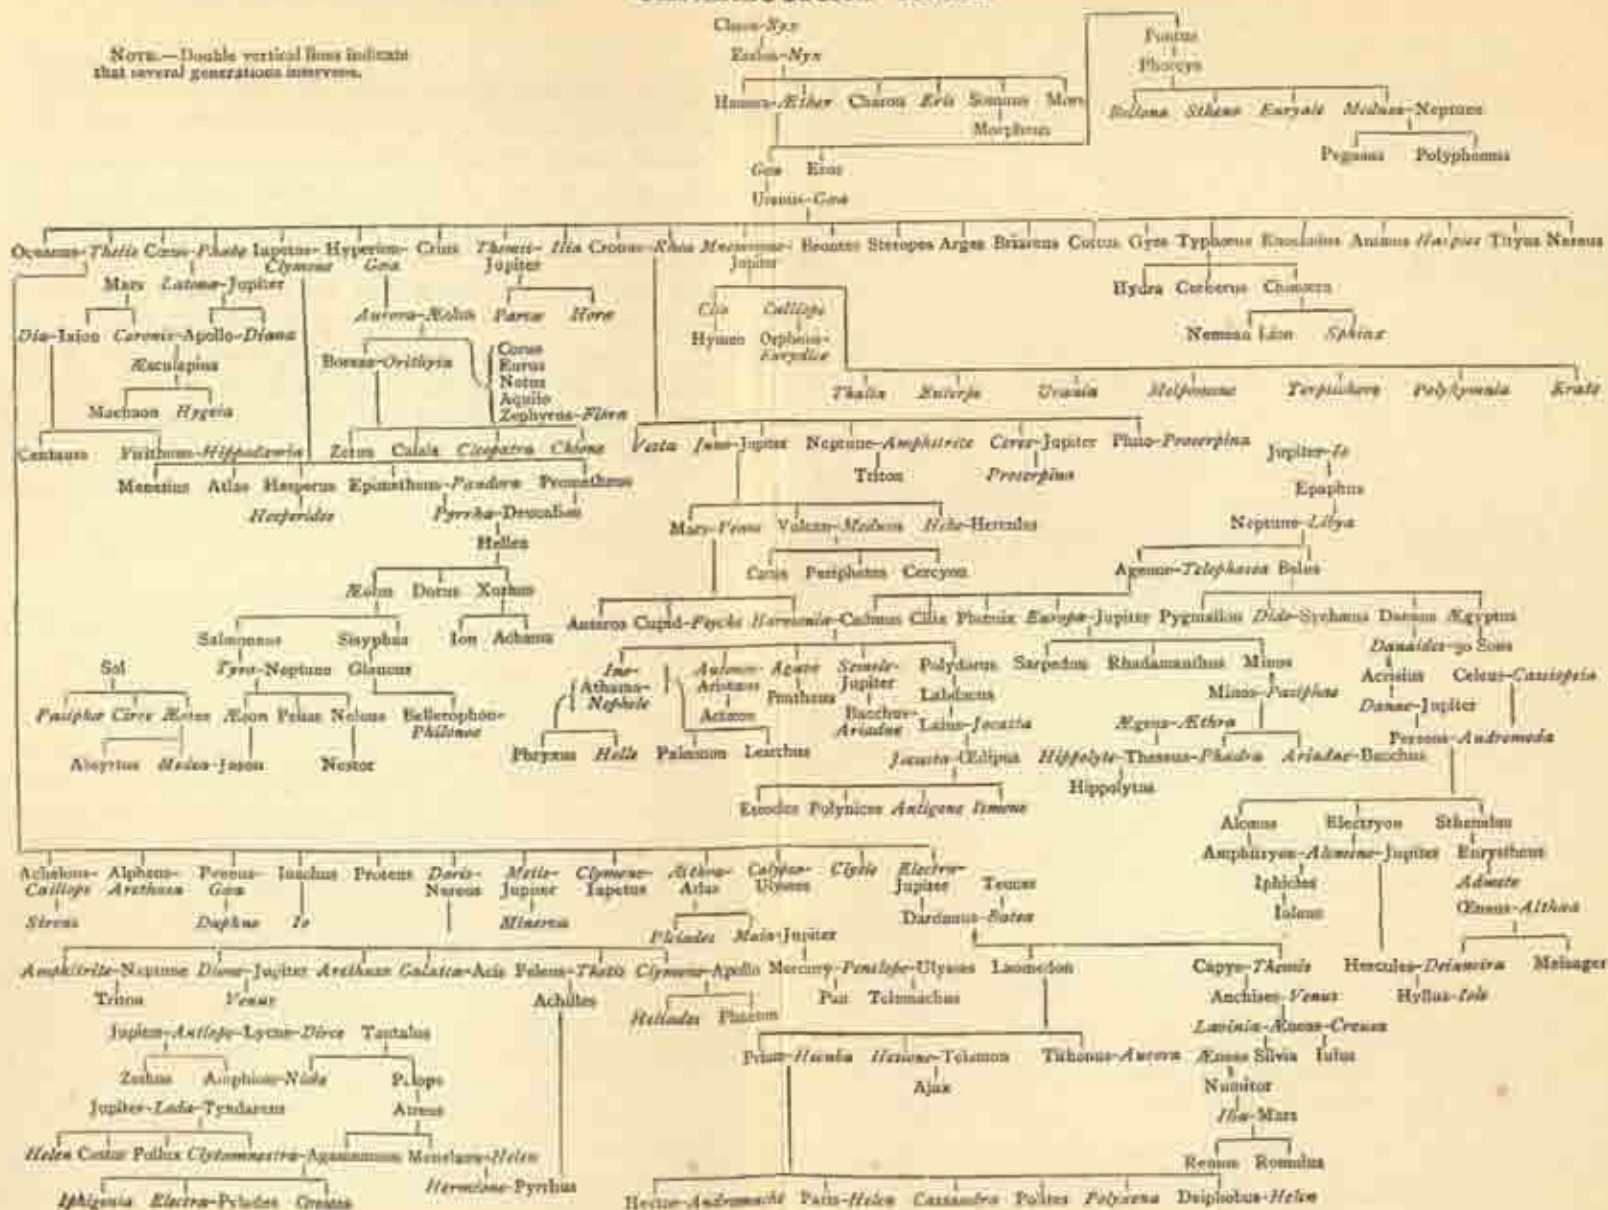 NOTE.—Double vertical lines indicate
that several generations intervene.
Chaos-Nyx
Erebus-Nyx
Hemera-Æther Charon Eris Somnus Mors
Morpheus
Gæa Eros
Uranus-Gæa
Pontus
Phorcys
Bellona Stheno Euryale Medusa-Neptune
Pegasus Polyphemus
Oceanus-Thetis Cœus-Phœbe Iapetus- Hyperion- Crius Themis- Ilia Cronus-Rhea Mnemosyne- Brontes Steropes Arges Briareus Cottus Gyes Typhœus Enceladus Antæus Harpies Tityus Nereus
Clymene Gæa Jupiter Jupiter
Mars Latona-Jupiter
Hydra Cerberus Chimæra
Nemean Lion Sphinx
Aurora-Æolus Parcæ Horæ
Clio Calliope
Hymen Orpheus-
Eurydice
Dia-Ixion Coronis-Apollo-Diana
Æsculapius
Machaon Hygeia
Boreas-Orithyia
Corus
Eurus
Notus
Aquilo
Zephyrus-Flora
Thalia Euterpe Urania Melpomene Terpsichore Polyhymnia Erato
Centaurs Pirithous-Hippodamia Zetus Calais Cleopatra Chione
Vesta Juno-Jupiter Neptune-Amphitrite Ceres-Jupiter Pluto-Proserpina
Triton Proserpina
Jupiter-Io
Epaphus
Neptune-Libya
Menetius Atlas Hesperus Epimetheus-Pandora Prometheus
Hesperides Pyrrha-Deucalion
Hellen
Mars-Venus Vulcan-Medusa Hebe-Hercules
Cacus Periphetes Cercyon
Agenor-Telephassa Belus
Æolus Dorus Xuthus
Salmoneus Sisyphus Ion Achæus
Anteros Cupid-Psyche Harmonia-Cadmus Cilix Phœnix Europa-Jupiter Pygmalion Dido-Sychæus Danaus Ægyptus
Danaides-50 Sons
Sol Tyro-Neptune Glaucus
Ino-
Athamas-
Nephele
Autonoe-
Aristæus
Actæon
Agave
Pentheus
Semele-
Jupiter
Bacchus-
Ariadne
Polydorus
Labdacus
Laius-Jocasta
Sarpedon Rhadamanthus Minos
Minos-Pasiphae
Acrisius Celeus-Cassiopeia
Danae-Jupiter
Perseus-Andromeda
Pasiphae Circe Æetes Æson Pelias Neleus Bellerophon-
Philonoe
Absyrtus Medea-Jason Nestor
Phryxus Helle Palæmon Learchus
Jocasta-Œdipus
Ægeus-Æthra
Hippolyte-Theseus-Phædra Ariadne-Bacchus
Hippolytus
Eteocles Polynices Antigone Ismene
Alcæus Electryon Sthenelus
Amphitryon-Alcmene-Jupiter Eurystheus
Iphicles Admete
Iolaus Œneus-Althæa
Achelous- Alpheus- Peneus- Inachus Proteus Doris- Metis- Clymene- Æthra- Calypso- Clytie Electra-
Calliope Arethusa Gæa Nereus Jupiter Iapetus Atlas Ulysses Jupiter Teucer
Sirens Daphne Io Minerva Dardanus-Batea
Pleiades Maia-Jupiter
Amphitrite-Neptune Dione-Jupiter Arethusa Galatea-Acis Peleus-Thetis Clymene-Apollo Mercury-Penelope-Ulysses Laomedon Capys-Themis Hercules-Deianeira Meleager
Triton Venus Achilles Heliades Phaeton Pan Telemachus Anchises-Venus Hyllus-Iole
Jupiter-Antiope-Lycus-Dirce Tantalus
Lavinia-Æneas-Creusa
Zethus Amphion-Niobe Pelops
Priam-Hecuba Hesione-Telamon Tithonus-Aurora Æneas Silvia Iulus
Ajax Numitor
Jupiter-Leda-Tyndareus Atreus
Ilia-Mars
Helen Castor Pollux Clytemnestra-Agamemnon Menelaus-Helen
Remus Romulus
Hermione-Pyrrhus
Iphigenia Electra-Pylades Orestes
Hector-Andromache Paris-Helen Cassandra Polites Polyxena Deiphobus-Helen